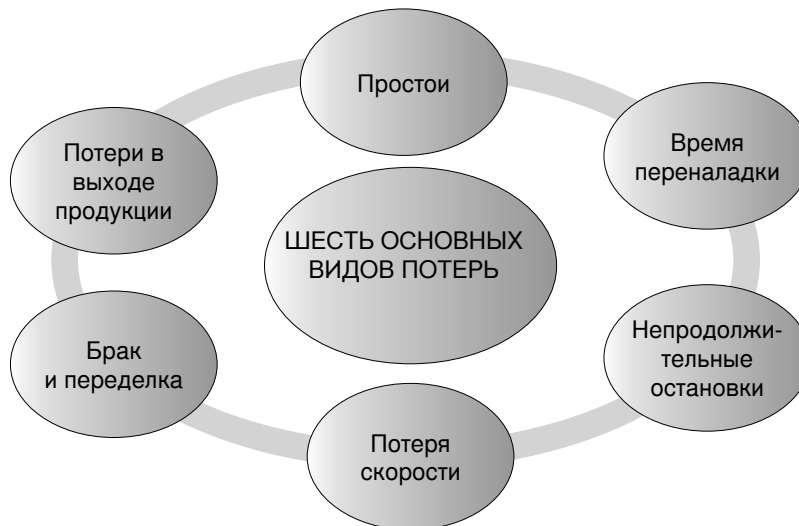 Простои
Время
переналадки
Непродолжи-
тельные
остановки
Потеря
скорости
Брак
и переделка
Потери в
выходе
продукции
ШЕСТЬ ОСНОВНЫХ
ВИДОВ ПОТЕРЬ